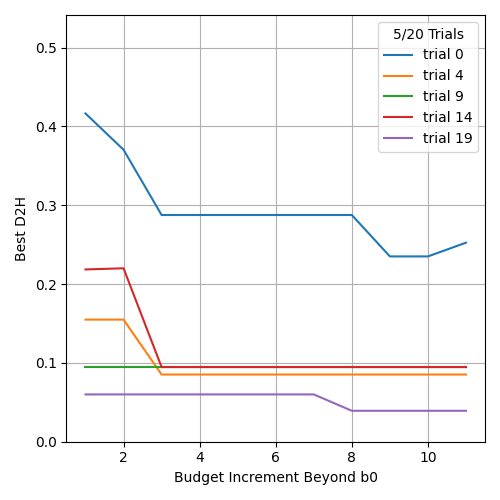 5/20 Trials
trial 0
trial 4
trial 9
trial 14
trial 19
Best D2H
0.5
0.4
0.3
0.2
0.1
0.0
2 4 6 8 10
Budget Increment Beyond b0